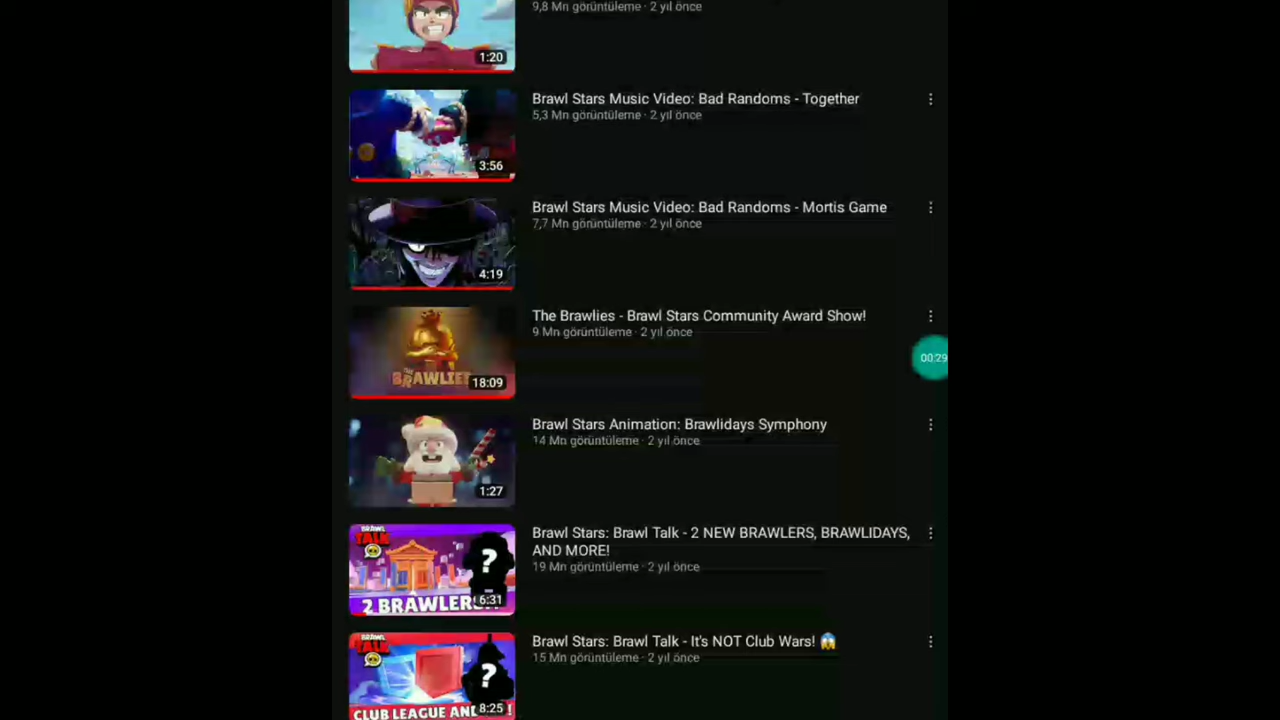 9,8 Mn görüntüleme · 2 yıl önce
1:20
Brawl Stars Music Video: Bad Randoms - Together
5,3 Mn görüntüleme · 2 yıl önce
3:56
Brawl Stars Music Video: Bad Randoms - Mortis Game
7,7 Mn görüntüleme · 2 yıl önce
4:19
The Brawlies - Brawl Stars Community Award Show!
9 Mn görüntüleme · 2 yıl önce
00:29
THE
BRAWLIES
18:09
Brawl Stars Animation: Brawlidays Symphony
14 Mn görüntüleme · 2 yıl önce
1:27
BRAWL
TALK
?
2 BRAWLERS
6:31
Brawl Stars: Brawl Talk - 2 NEW BRAWLERS, BRAWLIDAYS,
AND MORE!
19 Mn görüntüleme · 2 yıl önce
BRAWL
TALK
?
CLUB LEAGUE AND
8:25
!
Brawl Stars: Brawl Talk - It's NOT Club Wars! 😱
15 Mn görüntüleme · 2 yıl önce